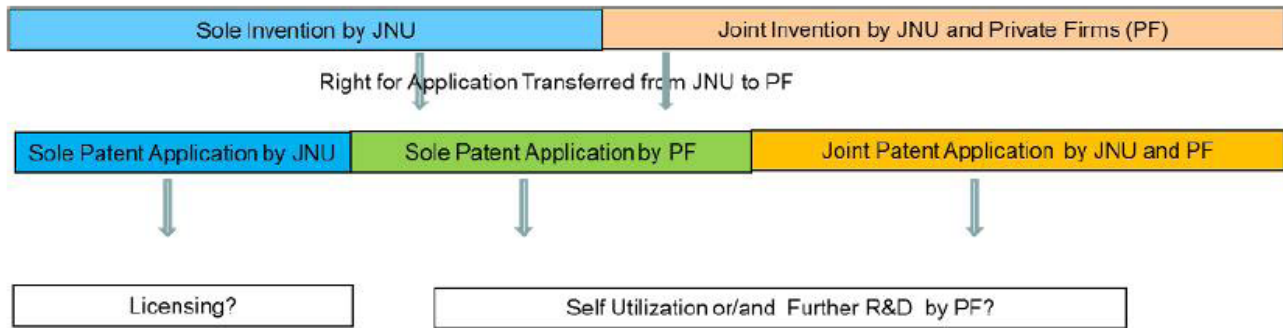 Sole Invention by JNU
Joint Invention by JNU and Private Firms (PF)
Right for Application Transferred from JNU to PF
Sole Patent Application by JNU
Sole Patent Application by PF
Joint Patent Application by JNU and PF
Licensing?
Self Utilization or/and Further R&D by PF?